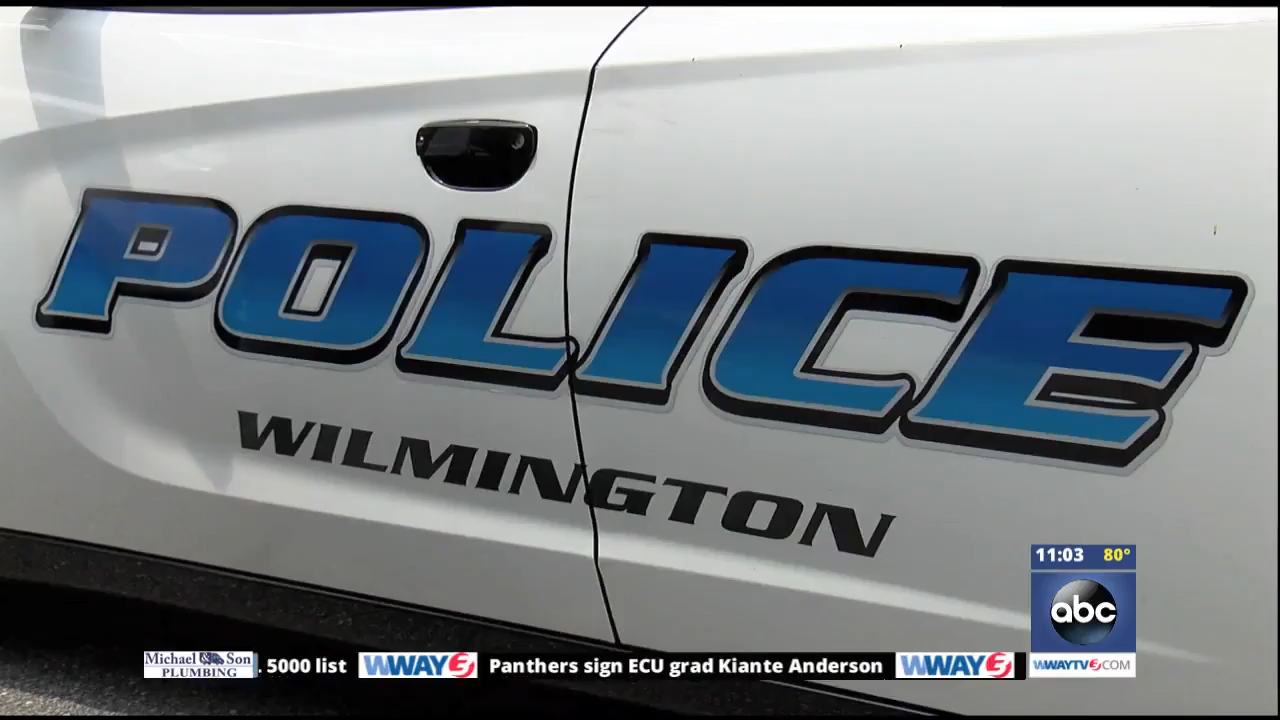 POLICE
WILMINGTON
11:03 80°
abc
WWAYTV3.COM
Michael & Son
PLUMBING
. 5000 list WWAY3 Panthers sign ECU grad Kiante Anderson WWAY3